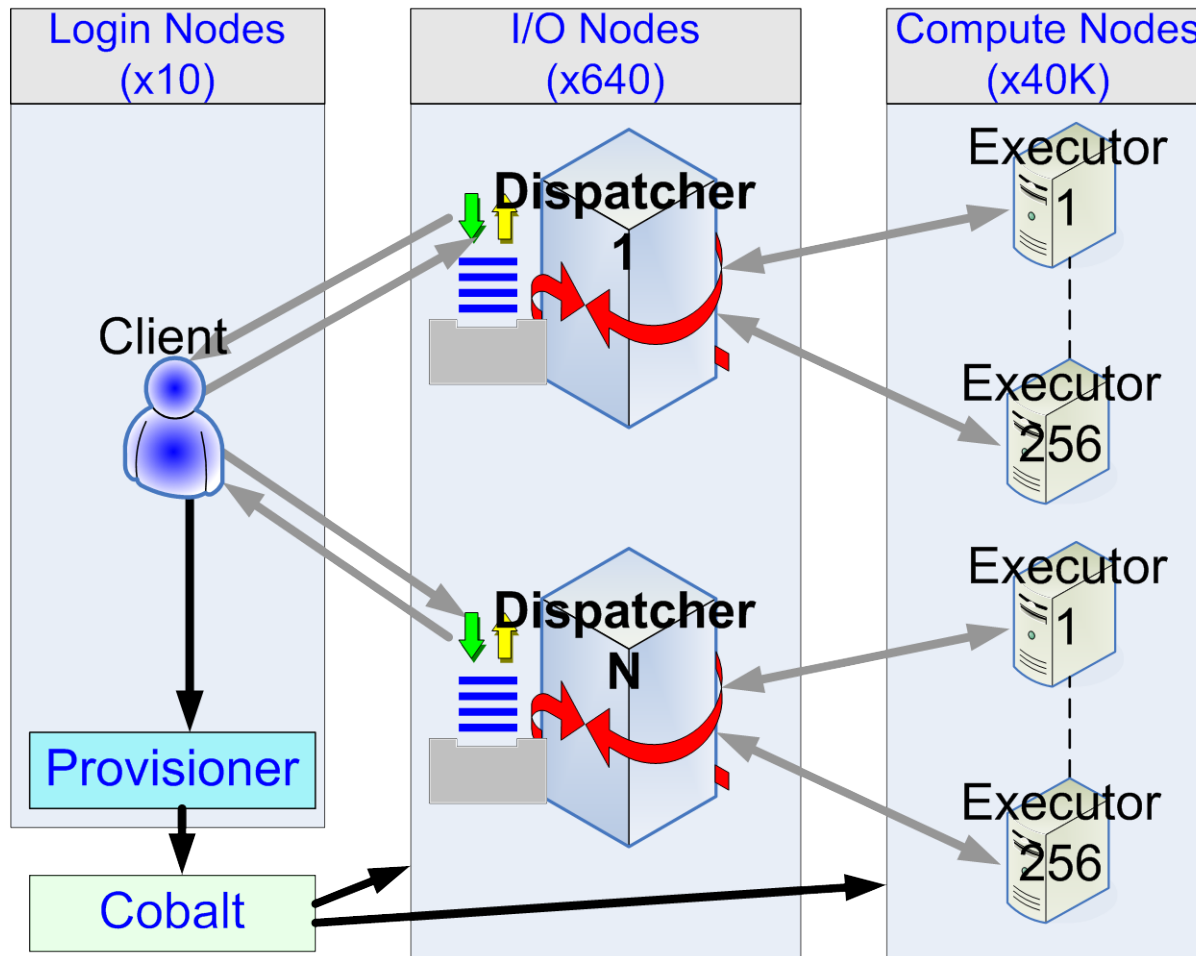 Login Nodes
(x10)
I/O Nodes
(x640)
Compute Nodes
(x40K)
Client
Provisioner
Cobalt
Dispatcher
1
Dispatcher
N
Executor
1
Executor
256
Executor
1
Executor
256